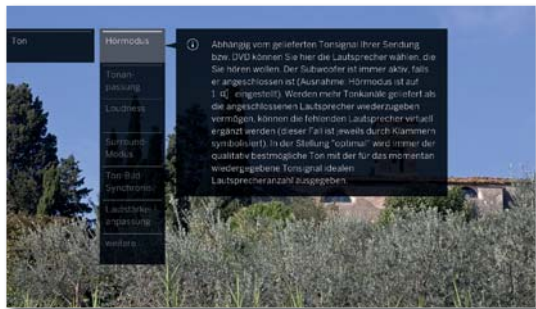 Ton
Hörmodus
Tonan-
passung
Loudness
Surround-
Modus
Ton-Bild-
Synchronis.
Lautstärke-
anpassung
weitere
Abhängig vom gelieferten Tonsignal Ihrer Sendung
bzw. DVD können Sie hier die Lautsprecher wählen, die
Sie hören wollen. Der Subwoofer ist immer aktiv, falls
er angeschlossen ist (Ausnahme: Hörmodus ist auf
1 eingestellt). Werden mehr Tonkanäle geliefert als
die angeschlossenen Lautsprecher wiederzugeben
vermögen, können die fehlenden Lautsprecher virtuell
ergänzt werden (dieser Fall ist jeweils durch Klammern
symbolisiert). In der Stellung "optimal" wird immer der
qualitativ bestmögliche Ton mit der für das momentan
wiedergegebene Tonsignal idealen
Lautsprecheranzahl ausgegeben.